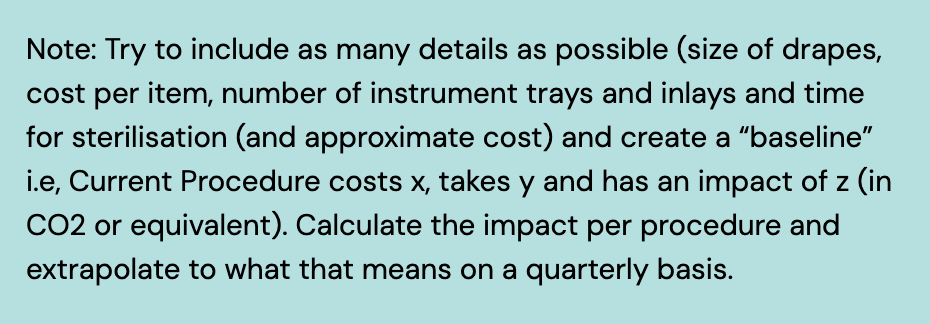 Note: Try to include as many details as possible (size of drapes,
cost per item, number of instrument trays and inlays and time
for sterilisation (and approximate cost) and create a “baseline”
i.e, Current Procedure costs x, takes y and has an impact of z (in
CO2 or equivalent). Calculate the impact per procedure and
extrapolate to what that means on a quarterly basis.